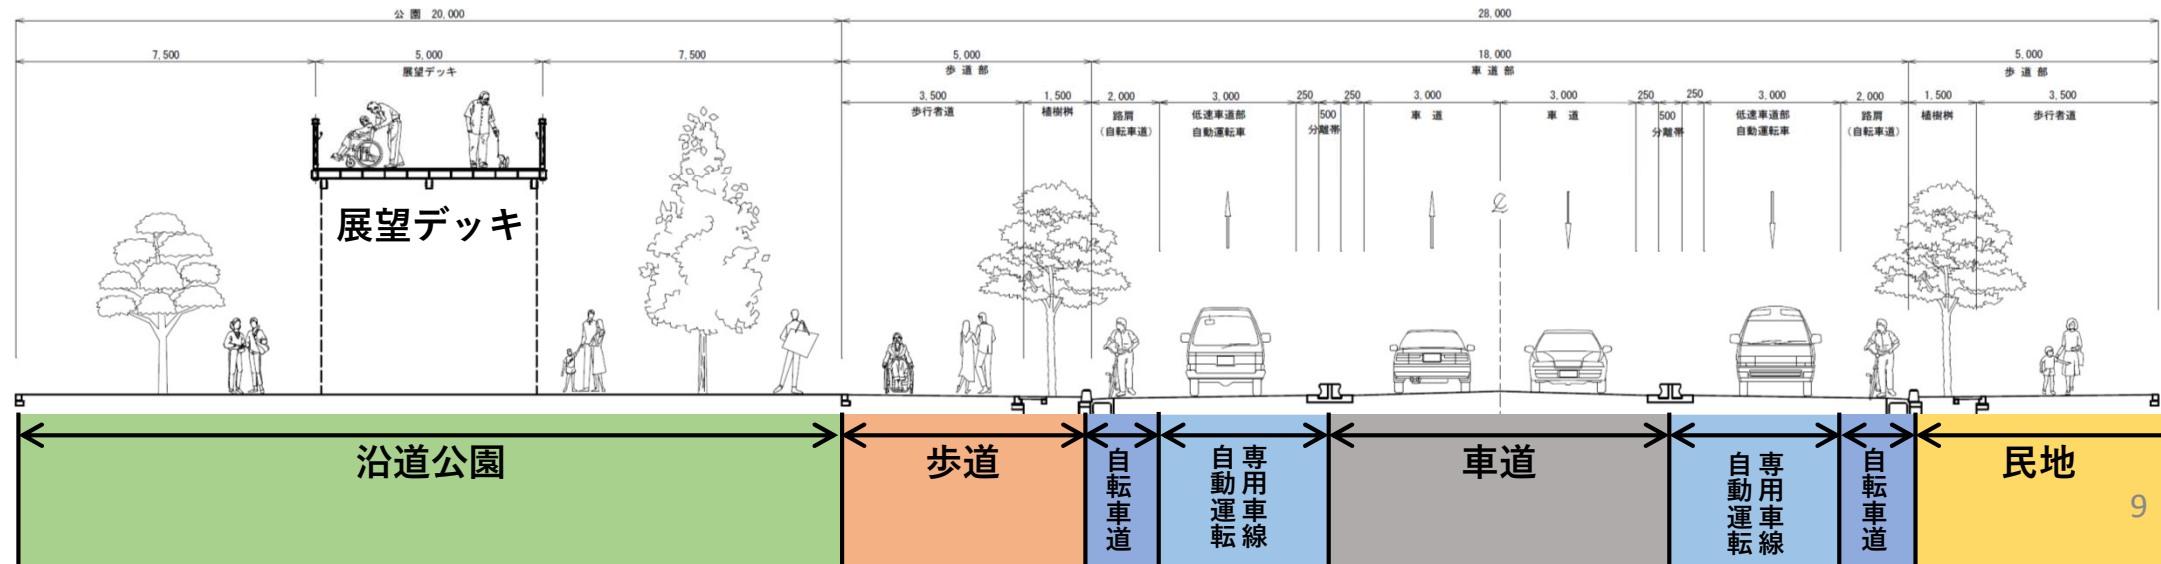 公園 20,000
28,000
7,500
5,000
7,500
5,000
18,000
5,000
展望デッキ
歩道部
車道部
歩道部
3,500
1,500
2,000
3,000
250
250
3,000
3,000
250
250
3,000
2,000
1,500
3,500
歩行者道
植樹桝
路肩
(自転車道)
低速車道部
自動運転車
500
分離帯
車道
車道
500
分離帯
低速車道部
自動運転車
路肩
(自転車道)
植樹桝
歩行者道
展望デッキ
沿道公園
歩道
自転車道
専用車線
自動運転
車道
専用車線
自動運転
自転車道
民地
9